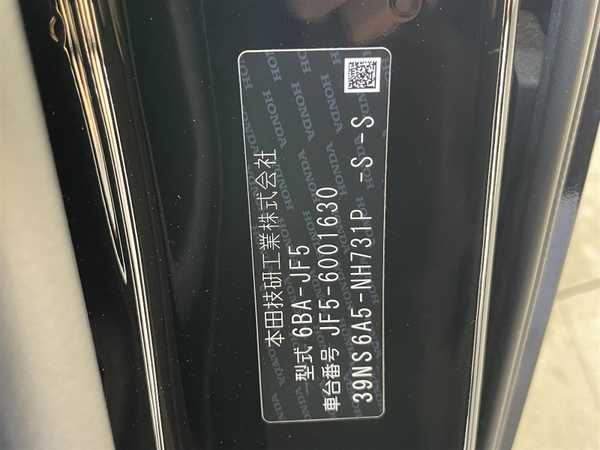 本田技研工業株式会社
型式 6BA-JF5
車台番号 JF5-6001630
39NS6A5-NH731P -S -S